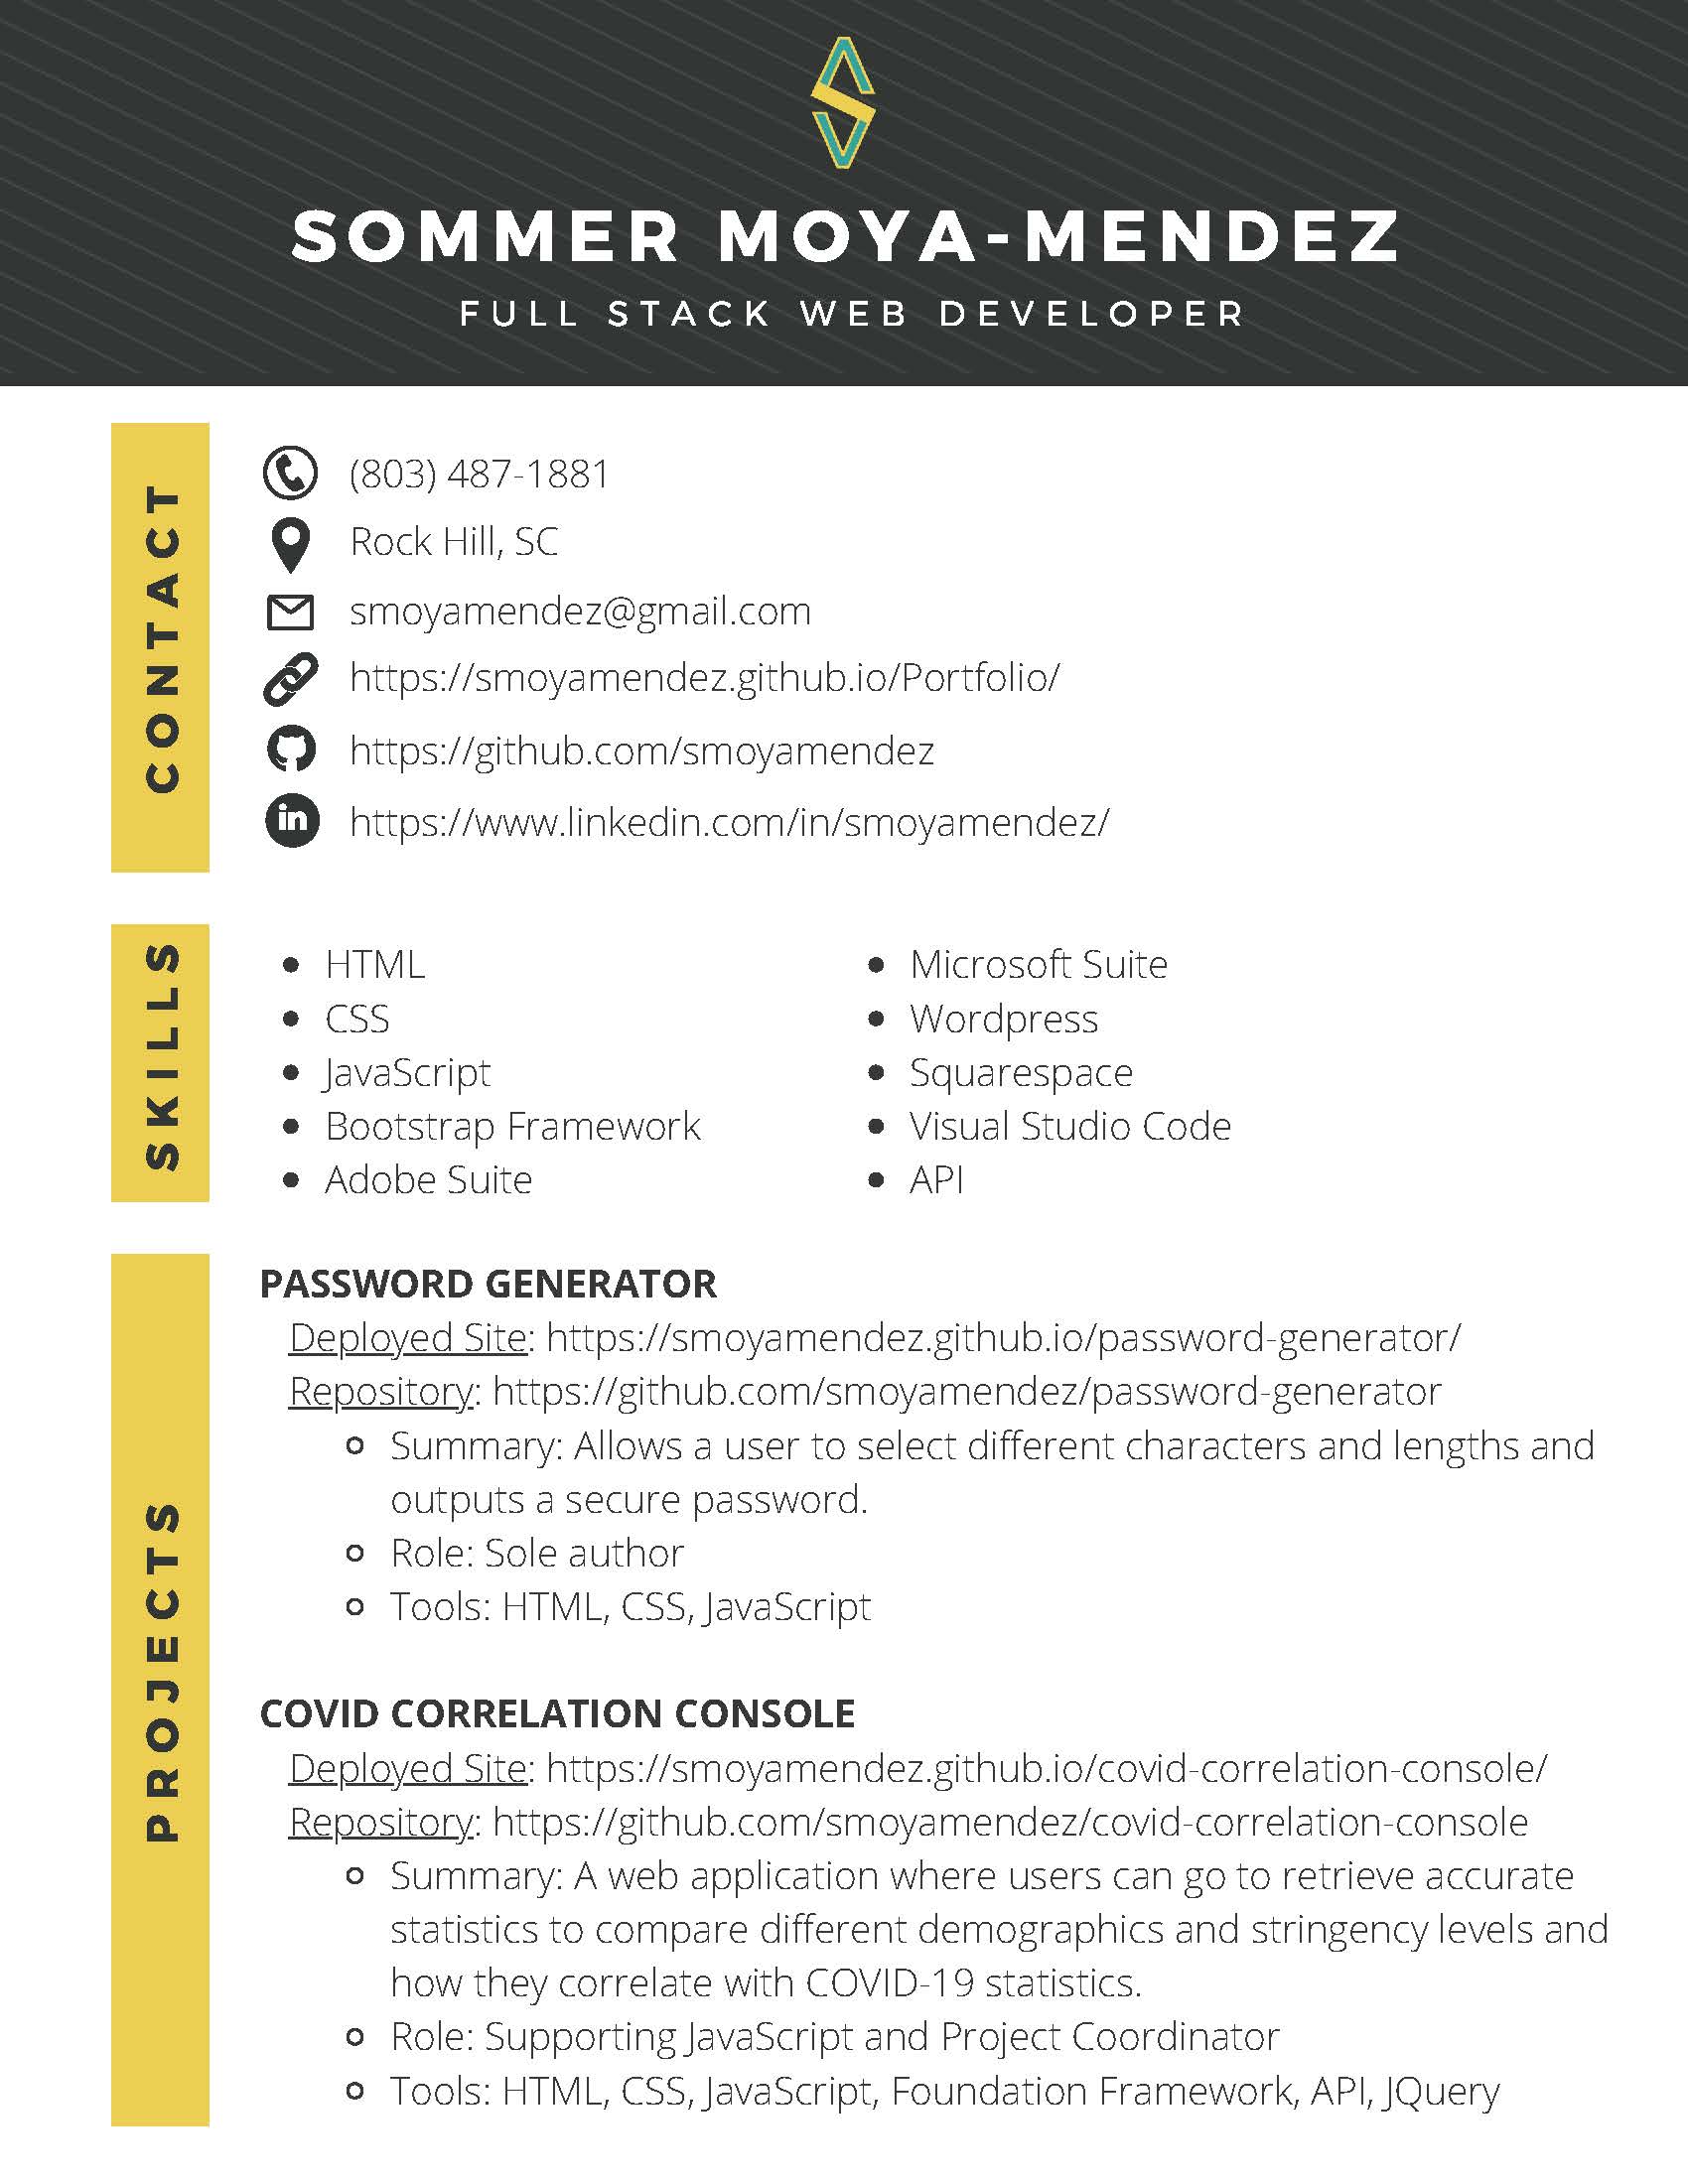 SOMMER MOYA-MENDEZ
FULL STACK WEB DEVELOPER
CONTACT
(803) 487-1881
Rock Hill, SC
smoyamendez@gmail.com
https://smoyamendez.github.io/Portfolio/
https://github.com/smoyamendez
in https://www.linkedin.com/in/smoyamendez/
SKILLS
HTML
CSS
JavaScript
Bootstrap Framework
Adobe Suite
Microsoft Suite
Wordpress
Squarespace
Visual Studio Code
API
PROJECTS
PASSWORD GENERATOR
Deployed Site: https://smoyamendez.github.io/password-generator/
Repository: https://github.com/smoyamendez/password-generator
Summary: Allows a user to select different characters and lengths and
outputs a secure password.
Role: Sole author
Tools: HTML, CSS, JavaScript
COVID CORRELATION CONSOLE
Deployed Site: https://smoyamendez.github.io/covid-correlation-console/
Repository: https://github.com/smoyamendez/covid-correlation-console
Summary: A web application where users can go to retrieve accurate
statistics to compare different demographics and stringency levels and
how they correlate with COVID-19 statistics.
Role: Supporting JavaScript and Project Coordinator
Tools: HTML, CSS, JavaScript, Foundation Framework, API, JQuery